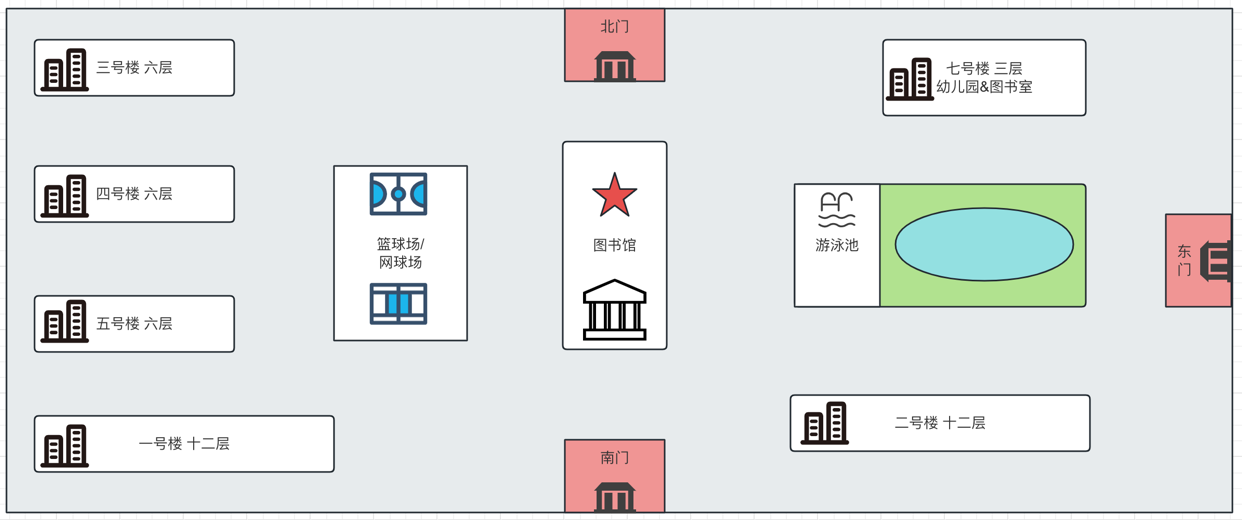 北门
三号楼 六层
七号楼 三层
幼儿园&图书室
四号楼 六层
篮球场/
网球场
图书馆
游泳池
东
门
五号楼 六层
一号楼 十二层
二号楼 十二层
南门